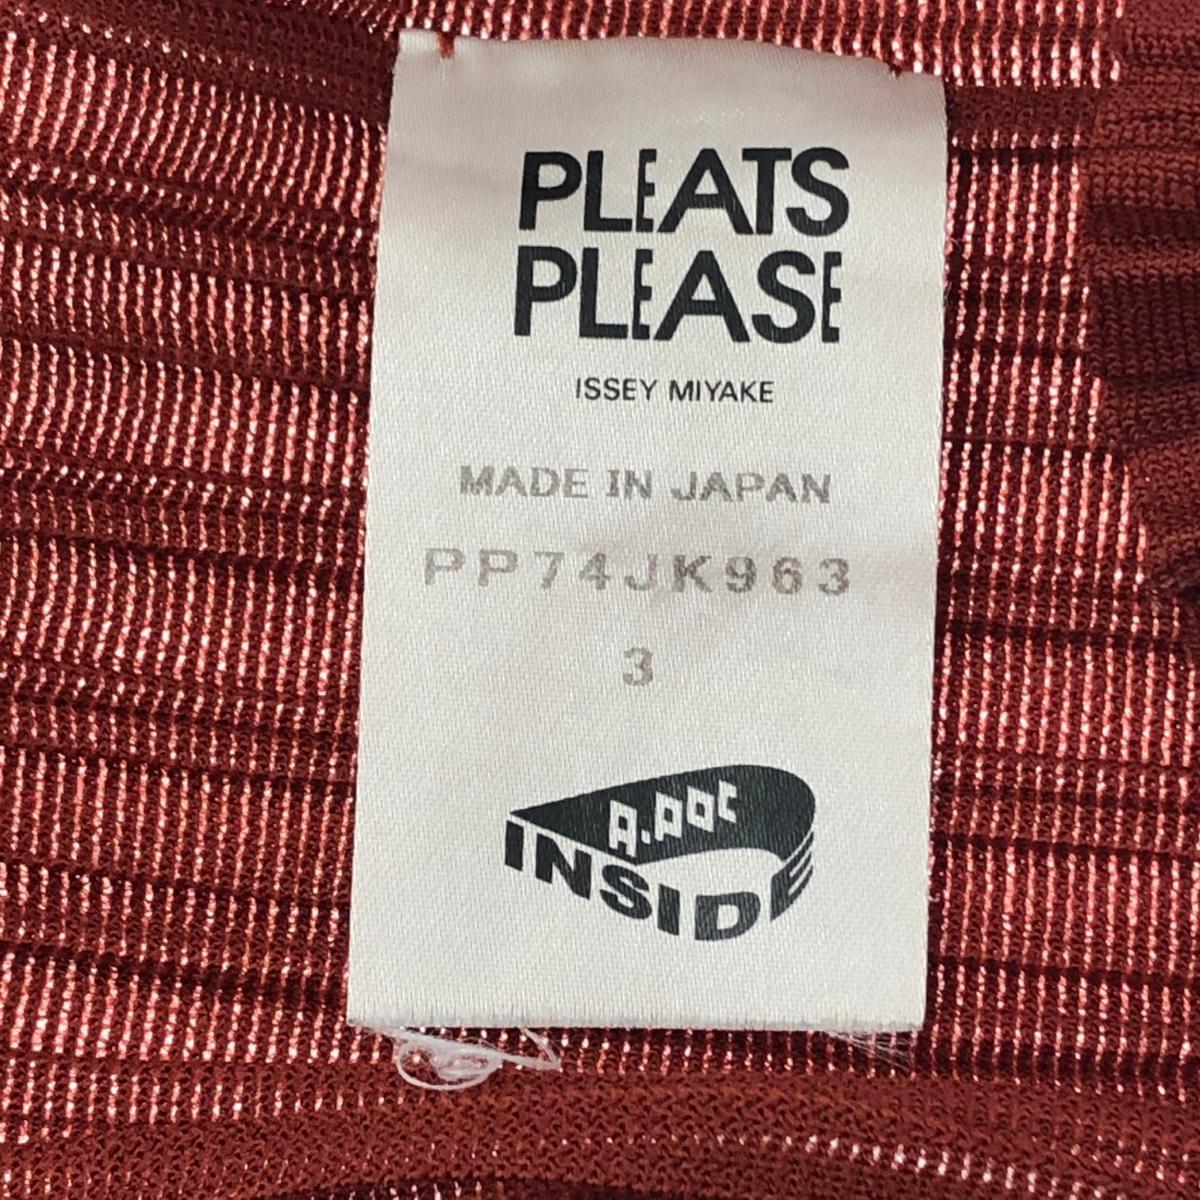 PLEATS
PLEASE
ISSEY MIYAKE
MADE IN JAPAN
PP74JK963
3
A.POC
INSIDE